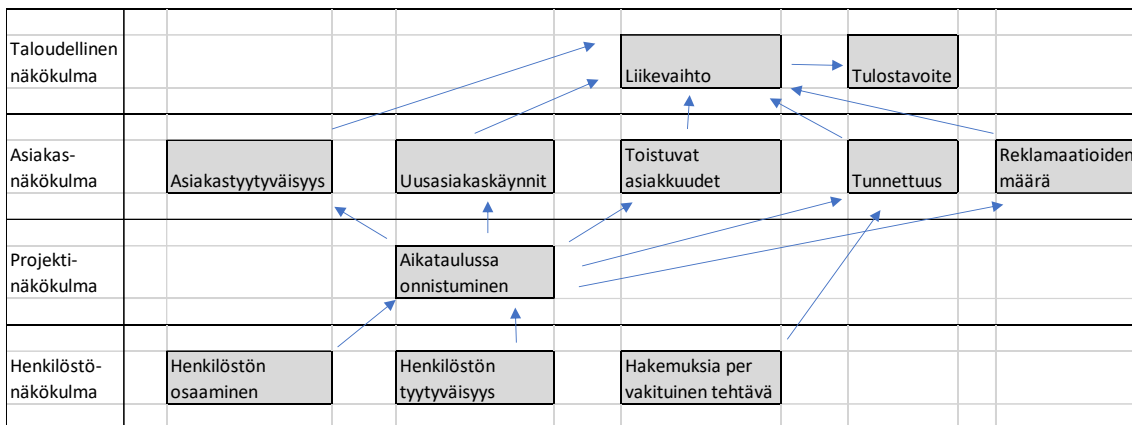 Taloudellinen
näkökulma
Liikevaihto
Tulostavoite
Asiakas-
näkökulma
Asiakastyytyväisyys
Uusasiakaskäynnit
Toistuvat
asiakkuudet
Tunnettuus
Reklamaatioiden
määrä
Projekti-
näkökulma
Aikataulussa
onnistuminen
Henkilöstö-
näkökulma
Henkilöstön
osaaminen
Henkilöstön
tyytyväisyys
Hakemuksia per
vakituinen tehtävä